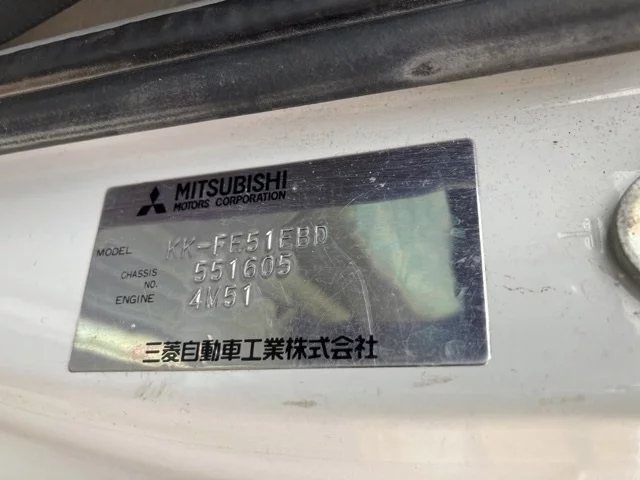 MITSUBISHI
MOTORS CORPORATION
MODEL KK-FE51EBD
CHASSIS NO. 551605
ENGINE 4M51
三菱自動車工業株式会社